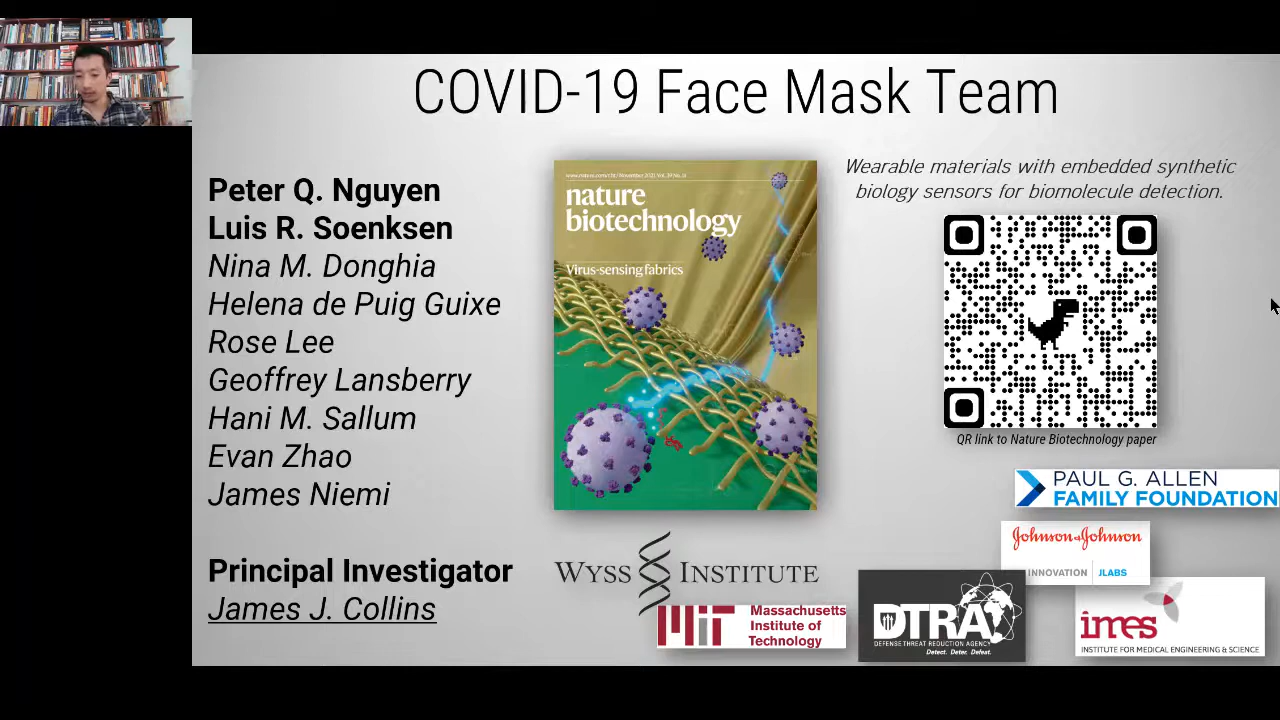 COVID-19 Face Mask Team
Peter Q. Nguyen
Luis R. Soenksen
Nina M. Donghia
Helena de Puig Guixe
Rose Lee
Geoffrey Lansberry
Hani M. Sallum
Evan Zhao
James Niemi
Principal Investigator
James J. Collins
nature
biotechnology
Virus-sensing fabrics
Wearable materials with embedded synthetic
biology sensors for biomolecule detection.
QR link to Nature Biotechnology paper
PAUL G. ALLEN
FAMILY FOUNDATION
Johnson & Johnson
INNOVATION | JLABS
WYSS INSTITUTE
MIT
Massachusetts
Institute of
Technology
DTRA
DEFENSE THREAT REDUCTION AGENCY
Detect. Deter. Defeat.
imes
INSTITUTE FOR MEDICAL ENGINEERING & SCIENCE